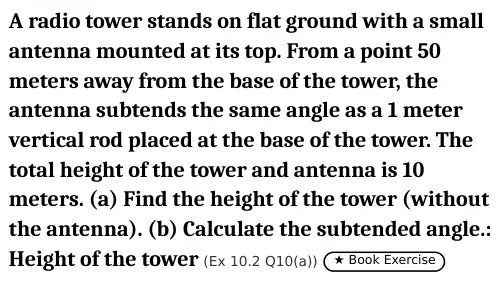 A radio tower stands on flat ground with a small
antenna mounted at its top. From a point 50
meters away from the base of the tower, the
antenna subtends the same angle as a 1 meter
vertical rod placed at the base of the tower. The
total height of the tower and antenna is 10
meters. (a) Find the height of the tower (without
the antenna). (b) Calculate the subtended angle.:
Height of the tower (Ex 10.2 Q10(a)) ★ Book Exercise